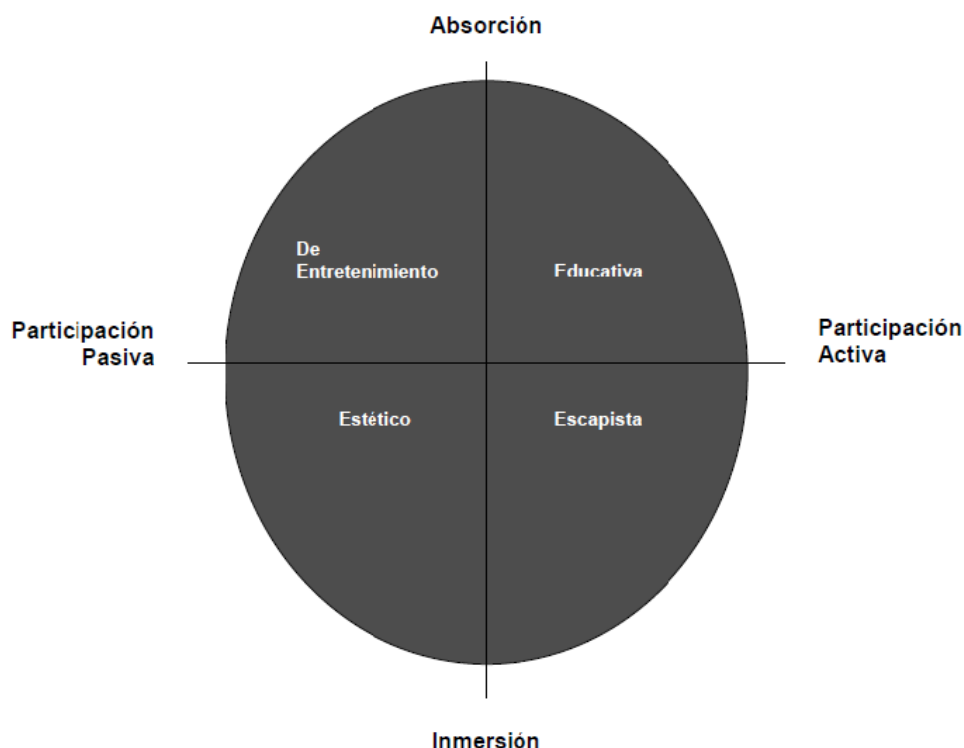 Absorción
De
Entretenimiento
Educativa
Participación
Pasiva
Participación
Activa
Estético
Escapista
Inmersión